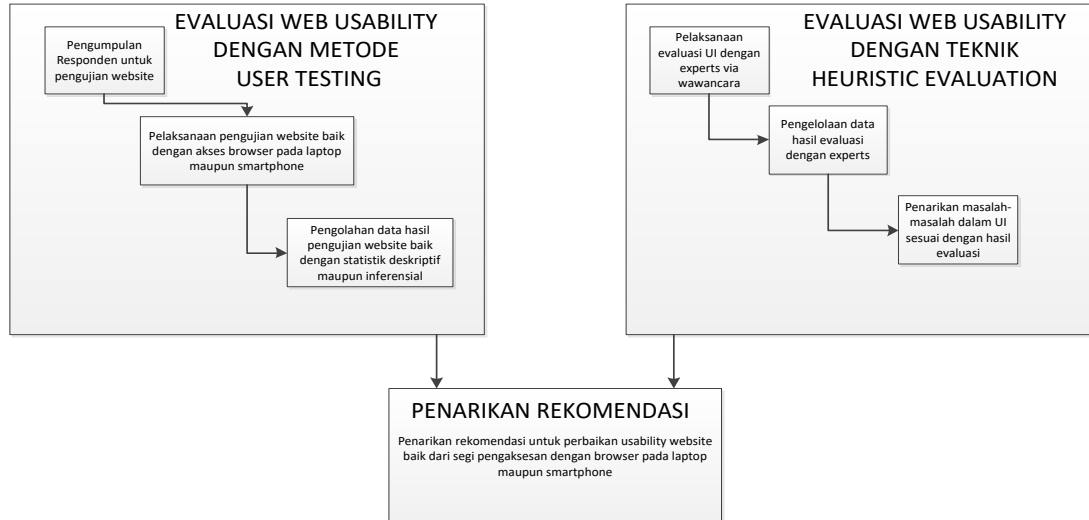 EVALUASI WEB USABILITY
DENGAN METODE
USER TESTING
Pengumpulan
Responden untuk
pengujian website
Pelaksanaan pengujian website baik
dengan akses browser pada laptop
maupun smartphone
Pengolahan data hasil
pengujian website baik
dengan statistik deskriptif
maupun inferensial
EVALUASI WEB USABILITY
DENGAN TEKNIK
HEURISTIC EVALUATION
Pelaksanaan
evaluasi UI dengan
experts via
wawancara
Pengelolaan data
hasil evaluasi
dengan experts
Penarikan masalah-
masalah dalam UI
sesuai dengan hasil
evaluasi
PENARIKAN REKOMENDASI
Penarikan rekomendasi untuk perbaikan usability website
baik dari segi pengaksesan dengan browser pada laptop
maupun smartphone